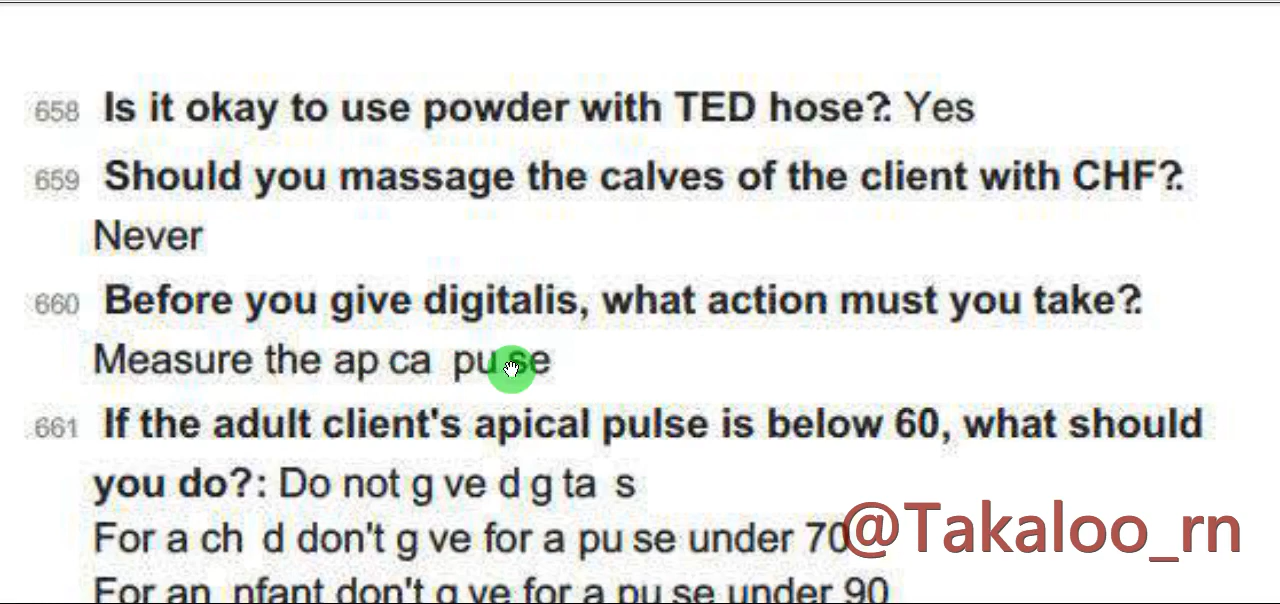 658 Is it okay to use powder with TED hose?: Yes
659 Should you massage the calves of the client with CHF?:
Never
660 Before you give digitalis, what action must you take?:
Measure the ap ca pu se
661 If the adult client's apical pulse is below 60, what should
you do?: Do not g ve d g ta s
For a ch d don't g ve for a pu se under 70
For an nfant don't g ve for a pu se under 90
@Takaloo_rn